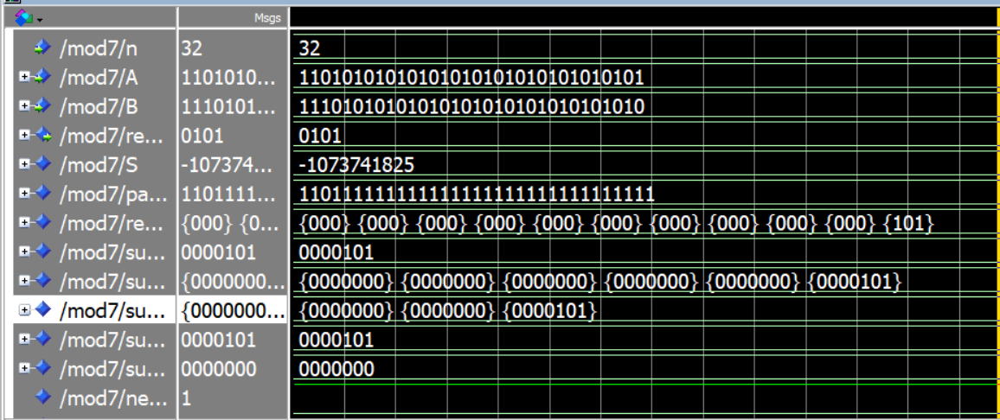 Msgs
/mod7/n 32 32
/mod7/A 1101010... 11010101010101010101010101010101
/mod7/B 1110101... 11101010101010101010101010101010
/mod7/re... 0101 0101
/mod7/S -107374... -1073741825
/mod7/pa... 1101111... 110111111111111111111111111111111
/mod7/re... {000} {0... {000} {000} {000} {000} {000} {000} {000} {000} {000} {000} {101}
/mod7/su... 0000101 0000101
/mod7/su... {0000000... {0000000} {0000000} {0000000} {0000000} {0000000} {0000101}
/mod7/su... {0000000... {0000000} {0000000} {0000101}
/mod7/su... 0000101 0000101
/mod7/su... 0000000 0000000
/mod7/ne... 1